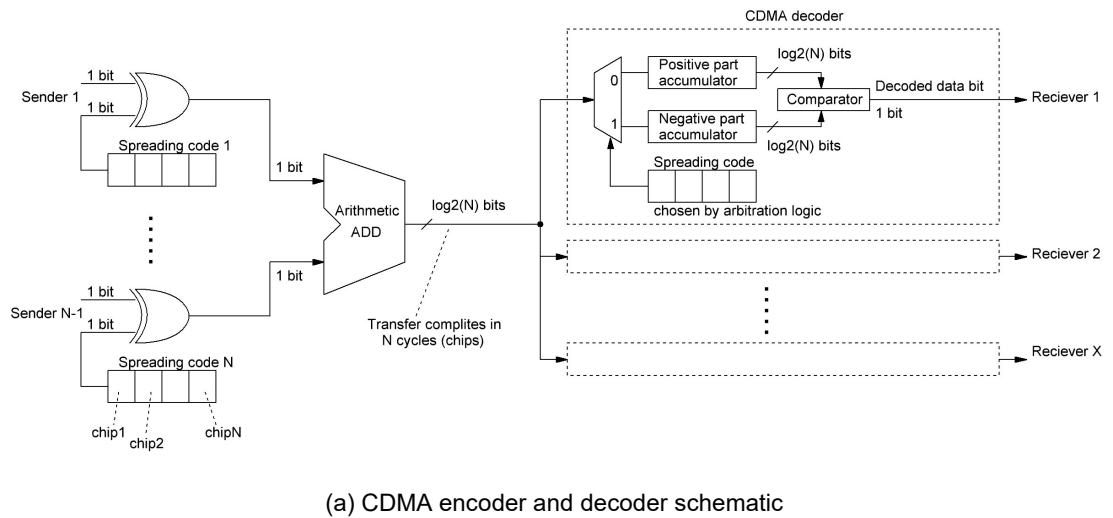 CDMA decoder
1 bit
Sender 1
1 bit
Spreading code 1
1 bit
Arithmetic
ADD
log2(N) bits
1 bit
Transfer complites in
N cycles (chips)
1 bit
Sender N-1
1 bit
Spreading code N
chip1
chip2
chipN
0
1
Positive part
accumulator
log2(N) bits
Negative part
accumulator
log2(N) bits
Comparator
Decoded data bit
1 bit
Spreading code
chosen by arbitration logic
Reciever 1
Reciever 2
Reciever X
(a) CDMA encoder and decoder schematic